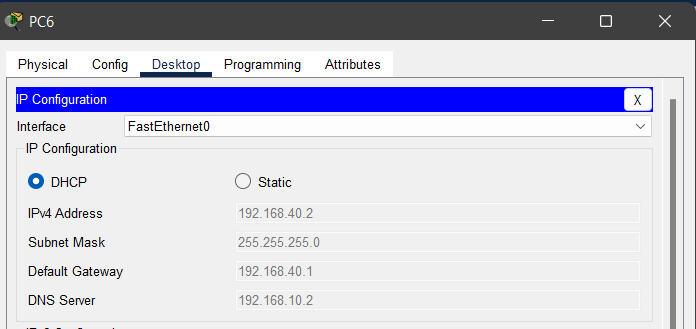 PC6
Physical Config Desktop Programming Attributes
IP Configuration X
Interface FastEthernet0
IP Configuration
DHCP Static
IPv4 Address 192.168.40.2
Subnet Mask 255.255.255.0
Default Gateway 192.168.40.1
DNS Server 192.168.10.2